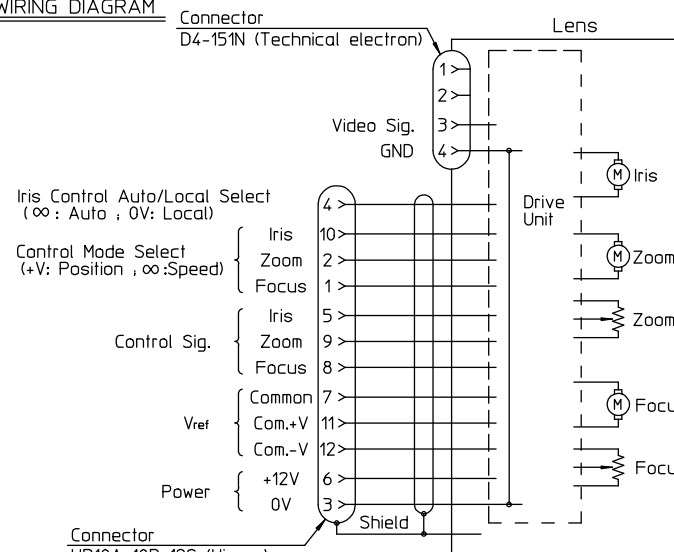 WIRING DIAGRAM
Connector
D4-151N (Technical electron)
Lens
1
2
Video Sig. 3
GND 4
Iris Control Auto/Local Select
(∞: Auto ; 0V: Local)
4
Control Mode Select
(+V: Position ; ∞:Speed)
Iris 10
Zoom 2
Focus 1
Control Sig.
Iris 5
Zoom 9
Focus 8
Vref
Common 7
Com.+V 11
Com.-V 12
Power
+12V 6
0V 3
Shield
Connector
Drive
Unit
M Iris
M Zoom
Zoom
M Focu
Focu